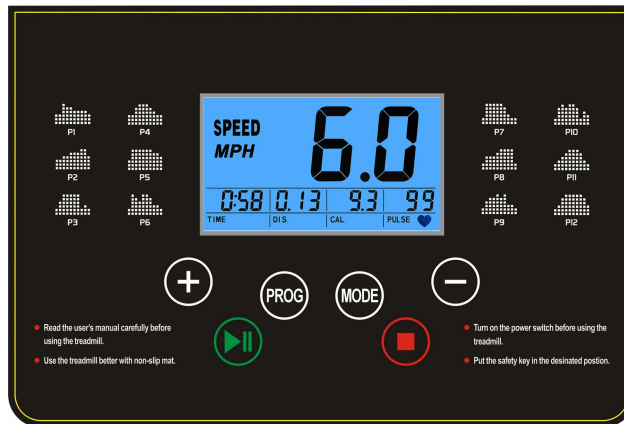 SPEED
MPH
6.0
0:58 0.13 9.3 99
TIME DIS. CAL. PULSE
P1 P4
P2 P5
P3 P6
P7 P10
P8 P11
P9 P12
+ PROG MODE −
Read the user's manual carefully before
using the treadmill.
Use the treadmill better with non-slip mat.
Turn on the power switch before using the
treadmill.
Put the safety key in the desinated postion.